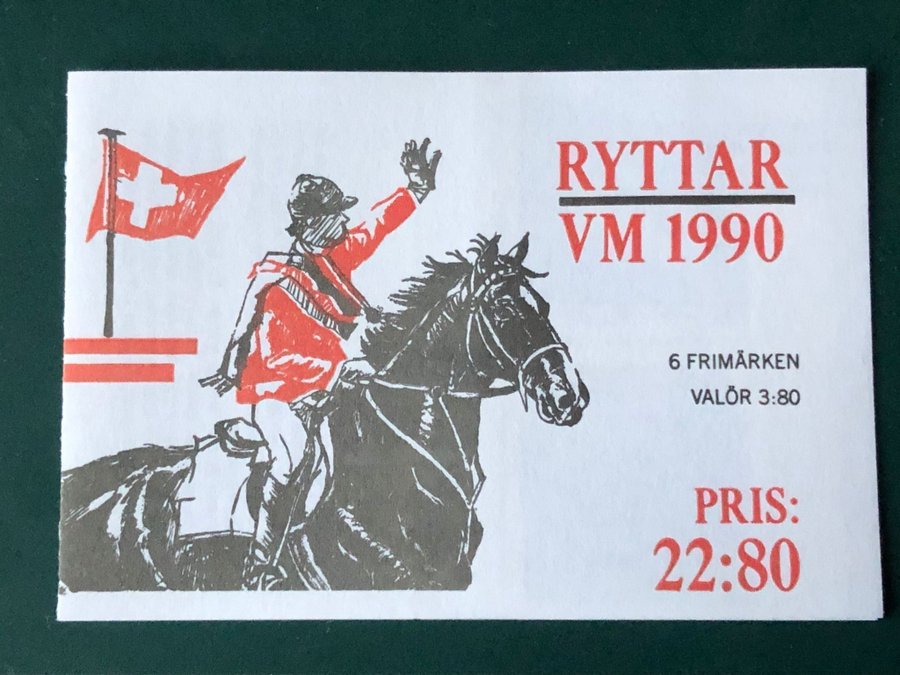 RYTTAR
VM 1990
6 FRIMÄRKEN
VALÖR 3:80
PRIS:
22:80